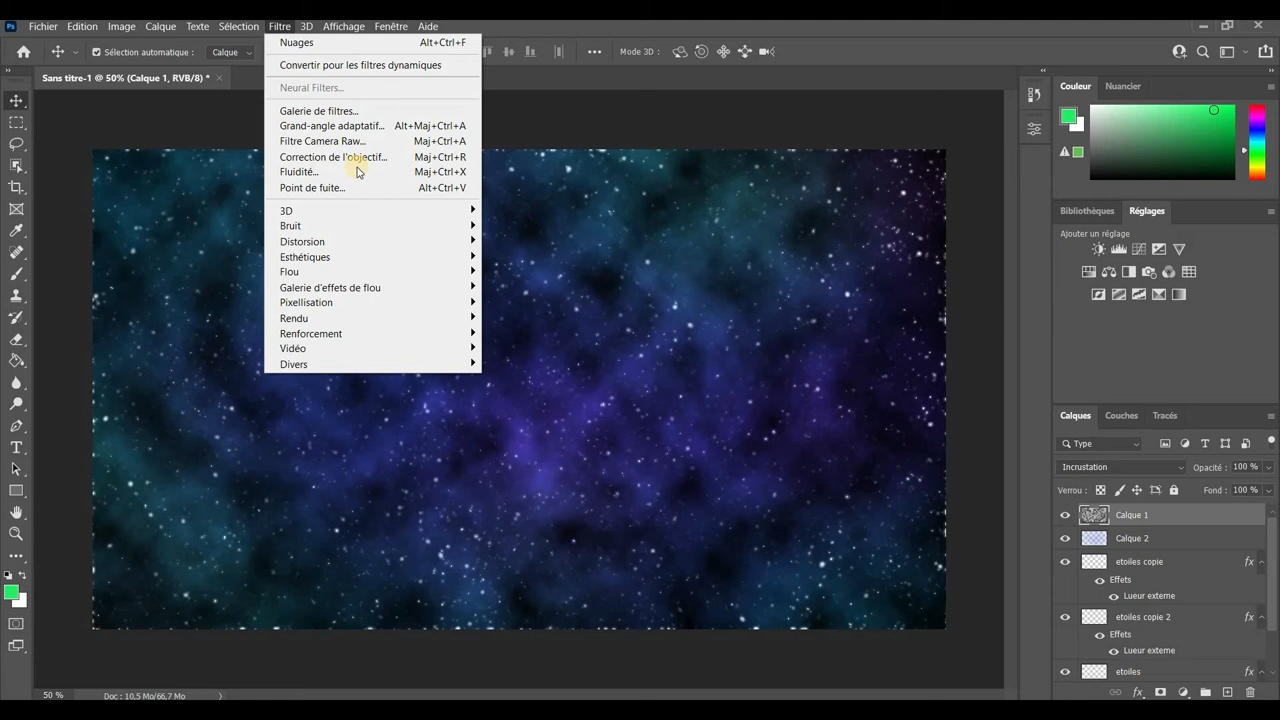 Ps Fichier Edition Image Calque Texte Sélection Filtre 3D Affichage Fenêtre Aide
Sélection automatique : Calque
Mode 3D :
Sans titre-1 @ 50% (Calque 1, RVB/8) *
Nuages Alt+Ctrl+F
Convertir pour les filtres dynamiques
Neural Filters...
Galerie de filtres...
Grand-angle adaptatif... Alt+Maj+Ctrl+A
Filtre Camera Raw... Maj+Ctrl+A
Correction de l'objectif... Maj+Ctrl+R
Fluidité... Maj+Ctrl+X
Point de fuite... Alt+Ctrl+V
3D
Bruit
Distorsion
Esthétiques
Flou
Galerie d'effets de flou
Pixellisation
Rendu
Renforcement
Vidéo
Divers
Couleur Nuancier
Bibliothèques Réglages
Ajouter un réglage
Calques Couches Tracés
Type
Incrustation Opacité : 100 %
Verrou : Fond : 100 %
Calque 1
Calque 2
etoiles copie fx
Effets
Lueur externe
etoiles copie 2 fx
Effets
Lueur externe
etoiles fx
fx
50 % Doc : 10,5 Mo/66,7 Mo